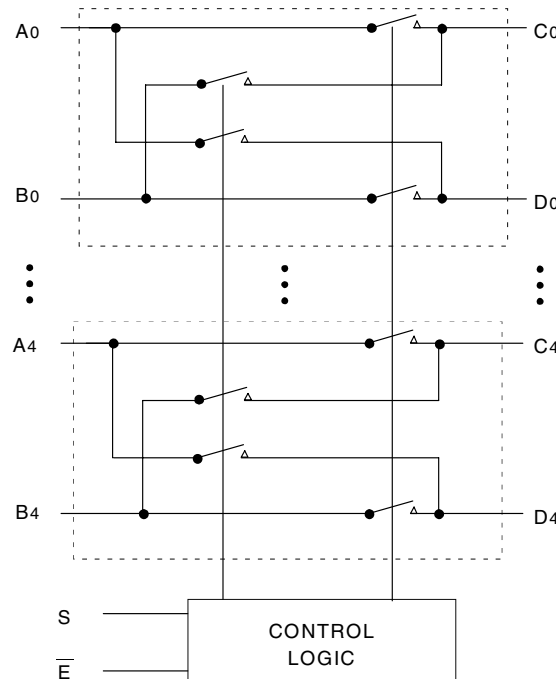 A0 C0
B0 D0
A4 C4
B4 D4
S
E̅
CONTROL
LOGIC